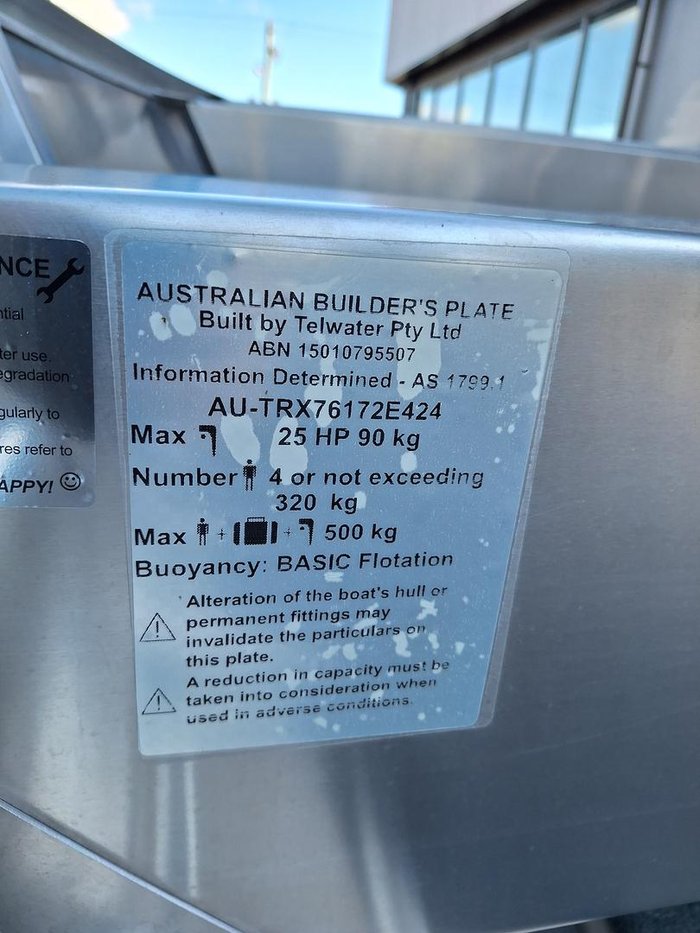 NCE
ntial
ter use.
egradation
gularly to
res refer to
APPY!
AUSTRALIAN BUILDER'S PLATE
Built by Telwater Pty Ltd
ABN 15010795507
Information Determined - AS 1799.1
AU-TRX76172E424
Max 25 HP 90 kg
Number 4 or not exceeding
320 kg
Max + + 500 kg
Buoyancy: BASIC Flotation
Alteration of the boat's hull or
permanent fittings may
invalidate the particulars on
this plate.
A reduction in capacity must be
taken into consideration when
used in adverse conditions.